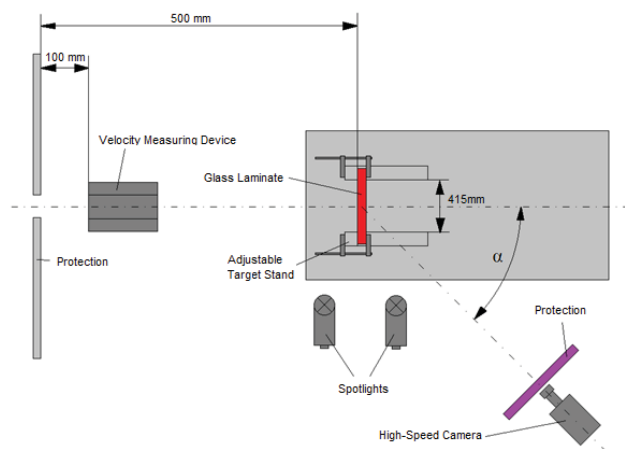 500 mm
100 mm
Velocity Measuring Device
Glass Laminate
415mm
Adjustable
Target Stand
α
Protection
Protection
Spotlights
High-Speed Camera